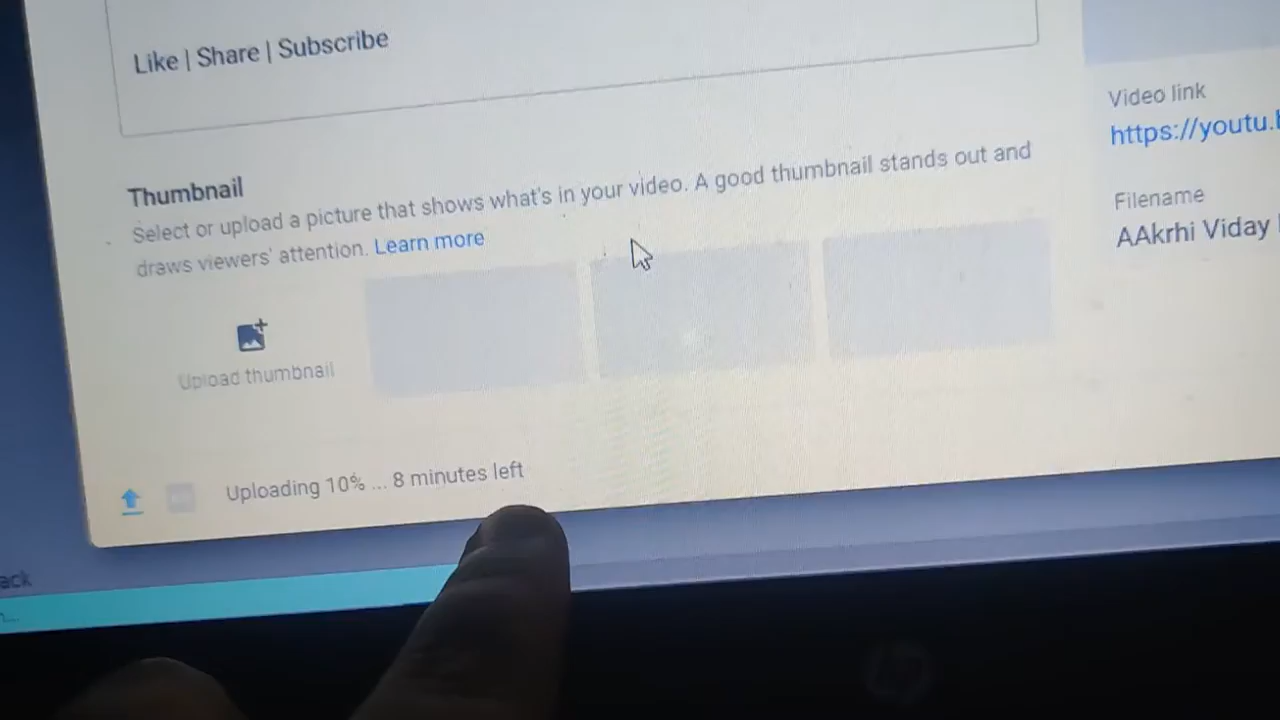 Like | Share | Subscribe
Thumbnail
Select or upload a picture that shows what's in your video. A good thumbnail stands out and
draws viewers' attention. Learn more
Upload thumbnail
Uploading 10% ... 8 minutes left
Video link
https://youtu.b
Filename
AAkrhi Viday
ack
hp